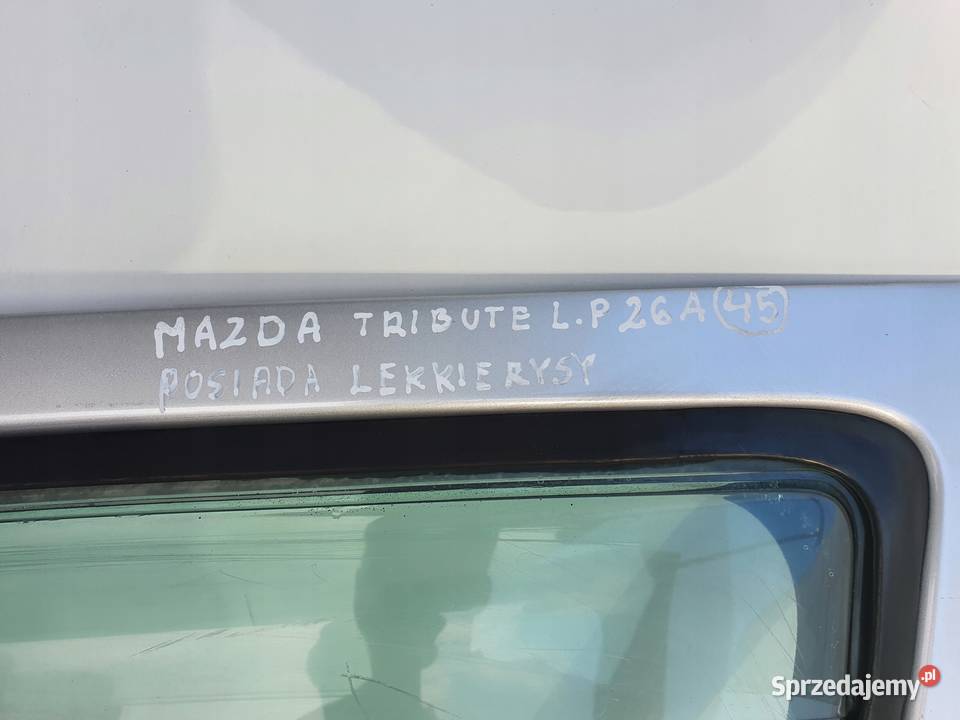 MAZDA TRIBUTE L.P 26A 45
POSIADA LEKKIE RYSY
Sprzedajemy.pl